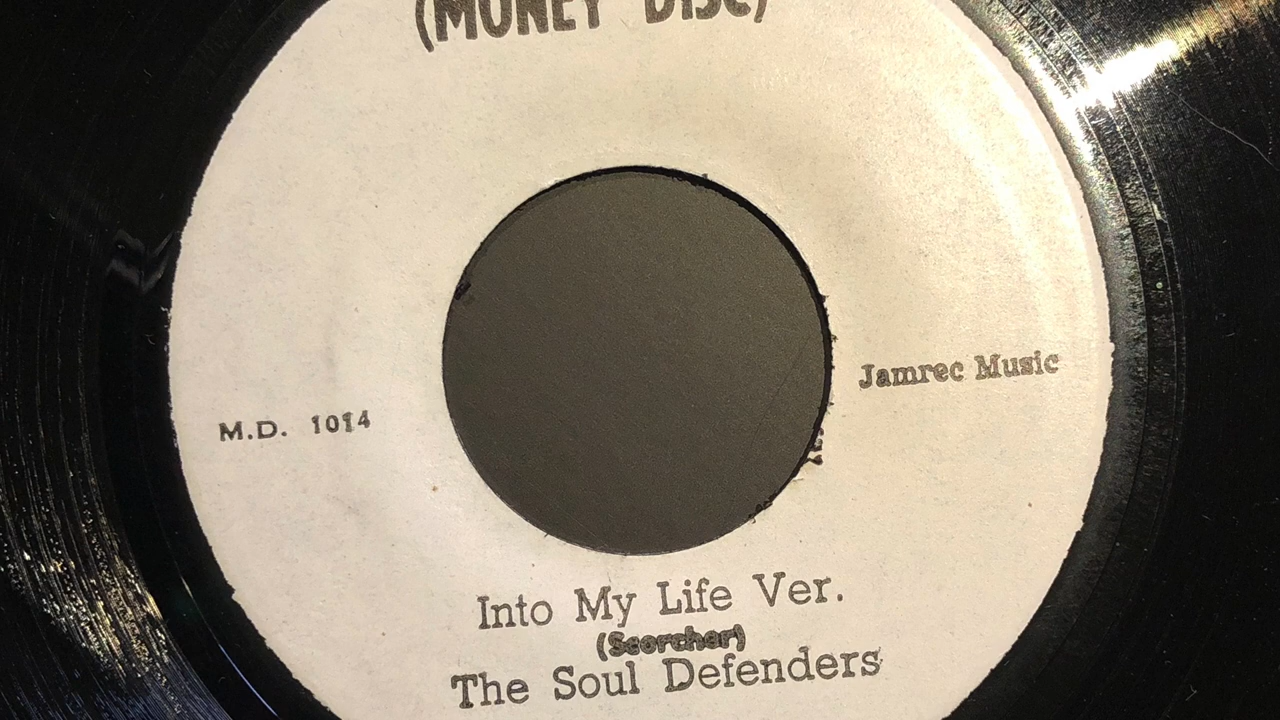 (MONEY DISC)
Jamrec Music
M.D. 1014
Into My Life Ver.
(Scorcher)
The Soul Defenders